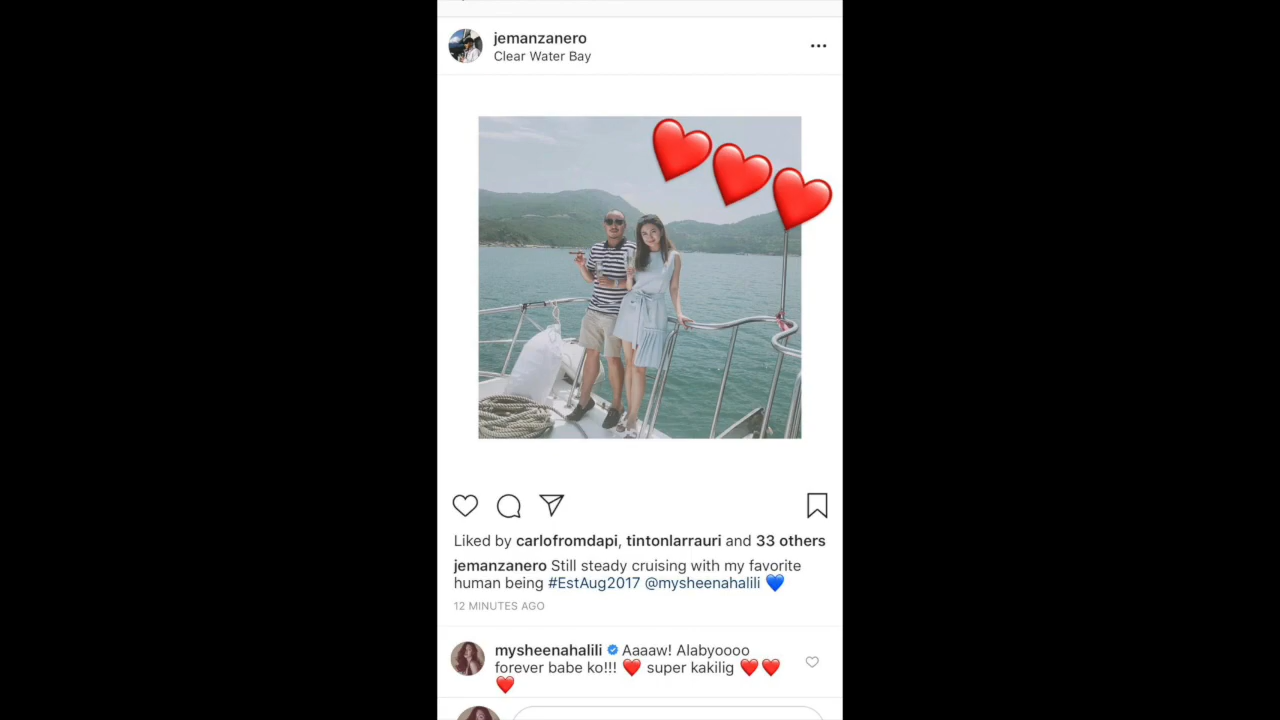 jemanzanero
Clear Water Bay
Liked by carlofromdapi, tintonlarrauri and 33 others
jemanzanero Still steady cruising with my favorite
human being #EstAug2017 @mysheenahalili 💙
12 MINUTES AGO
mysheenahalili Aaaaw! Alabyoooo
forever babe ko!!! ❤️ super kakilig ❤️❤️
❤️